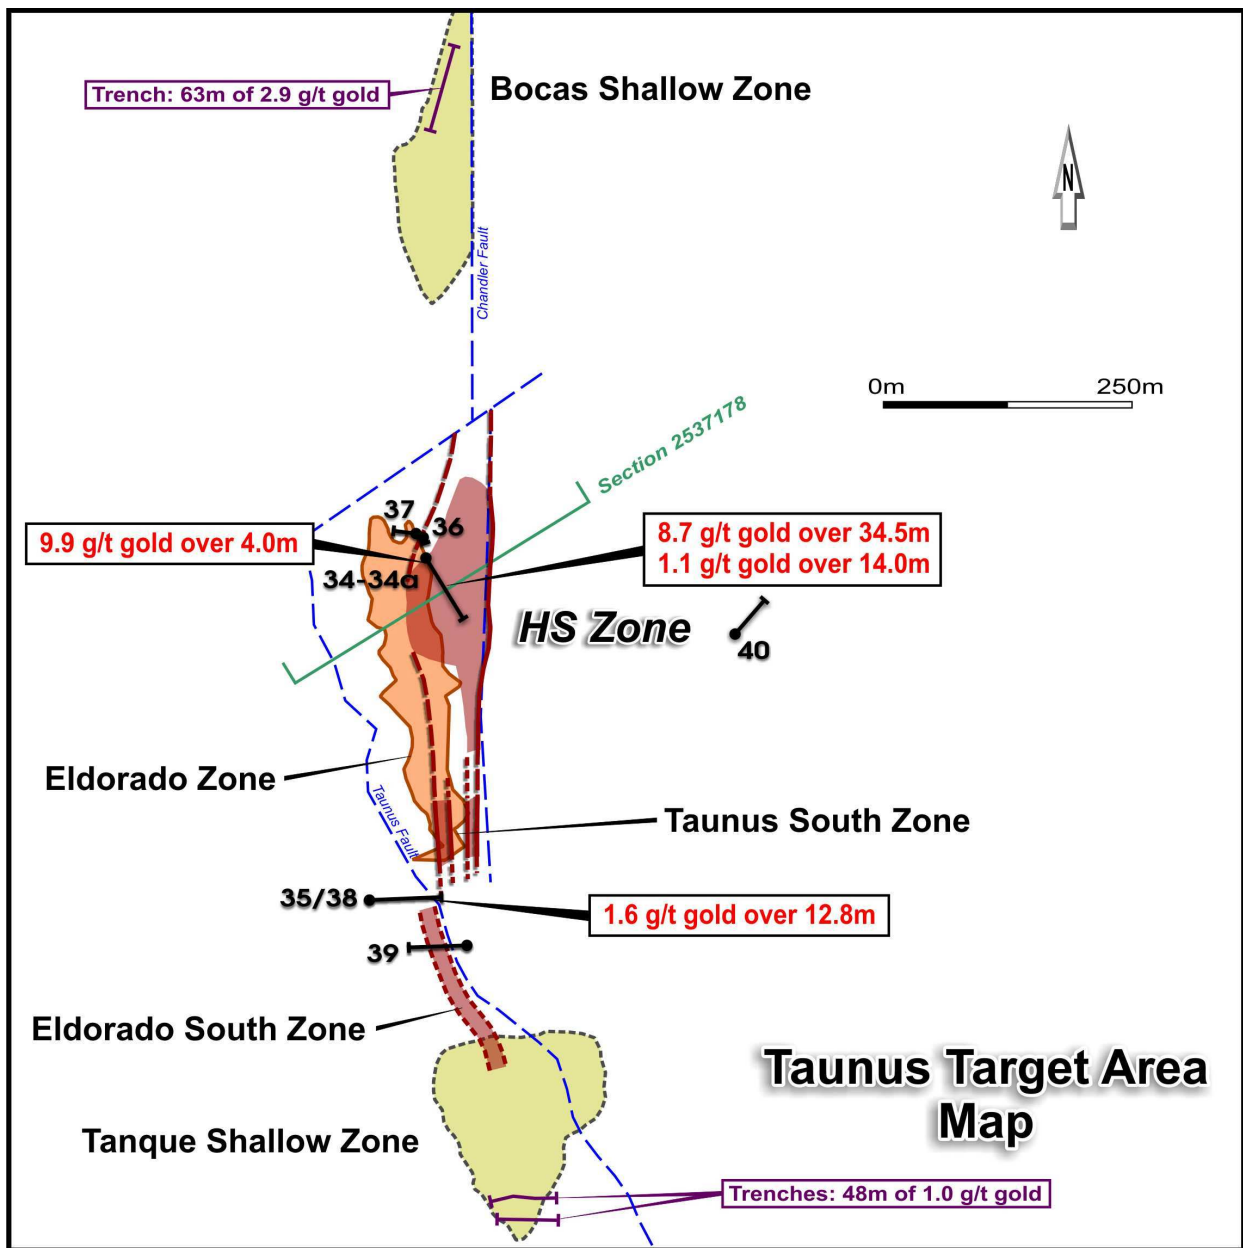 Trench: 63m of 2.9 g/t gold
Bocas Shallow Zone
N
Chandler Fault
0m
250m
Section 2537178
37
36
9.9 g/t gold over 4.0m
8.7 g/t gold over 34.5m
1.1 g/t gold over 14.0m
34-34a
HS Zone
40
Eldorado Zone
Taunus Fault
Taunus South Zone
35/38
1.6 g/t gold over 12.8m
39
Eldorado South Zone
Taunus Target Area
Map
Tanque Shallow Zone
Trenches: 48m of 1.0 g/t gold